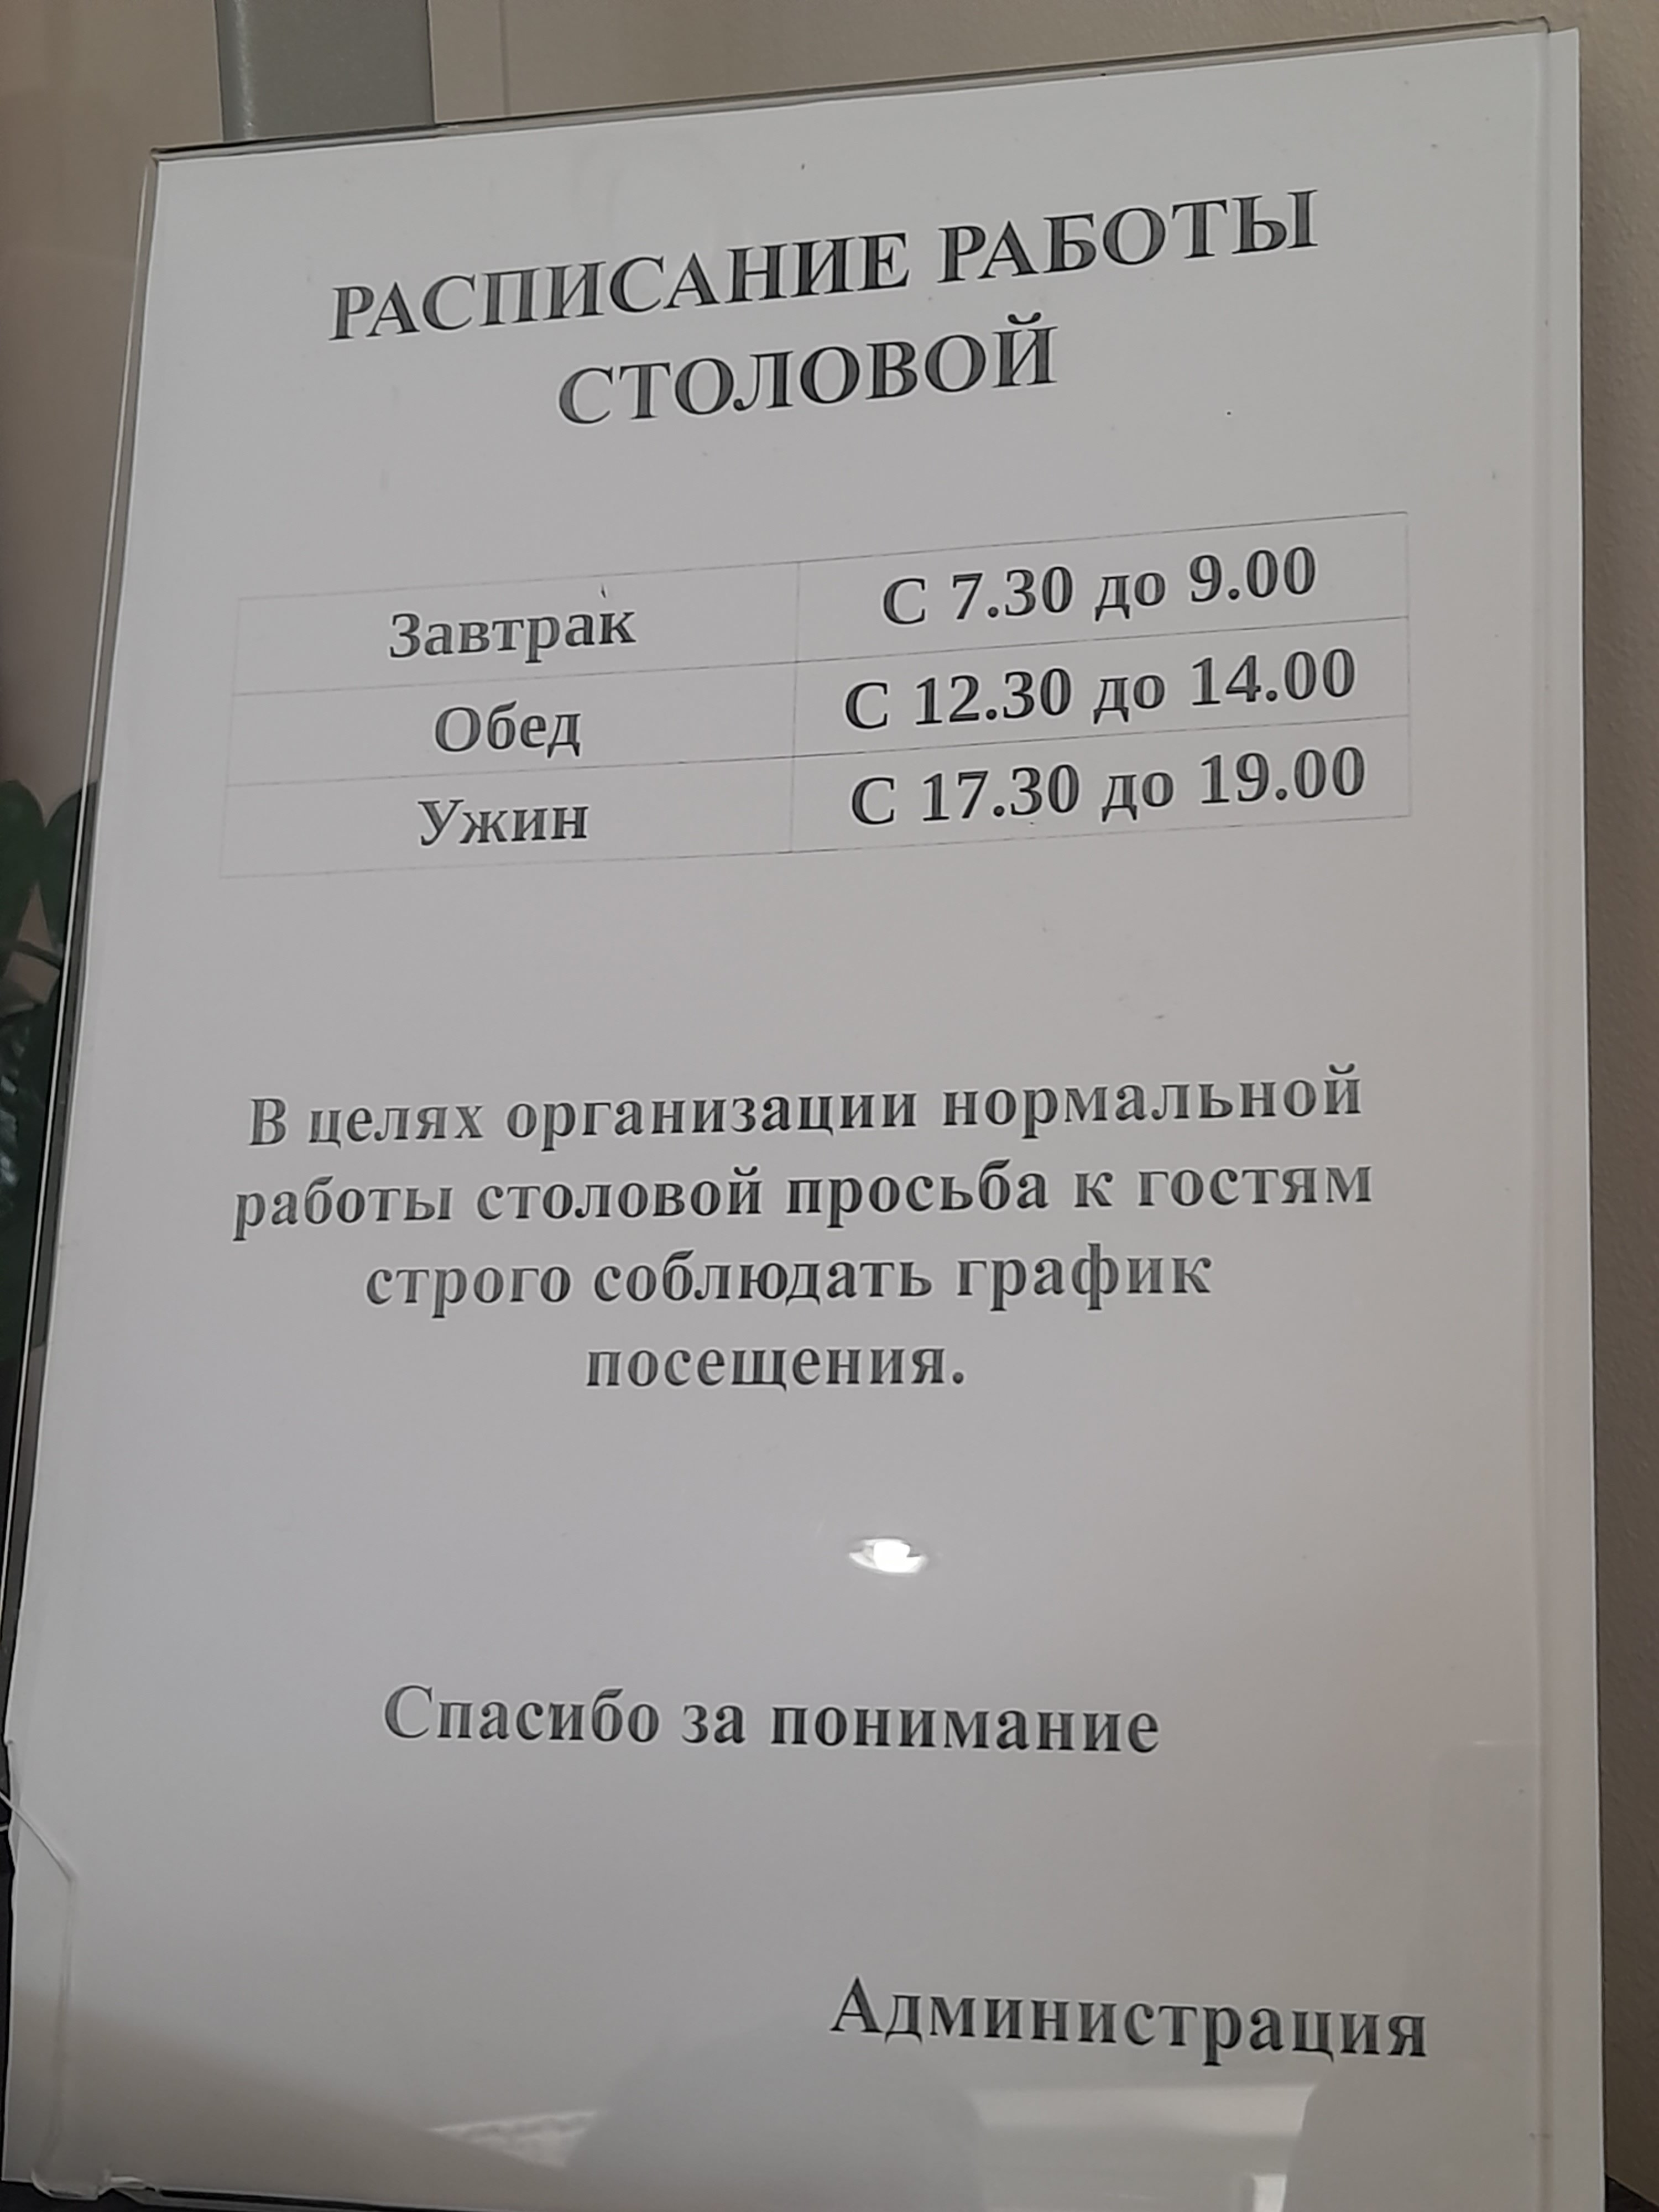 РАСПИСАНИЕ РАБОТЫ
СТОЛОВОЙ
Завтрак С 7.30 до 9.00
Обед С 12.30 до 14.00
Ужин С 17.30 до 19.00
В целях организации нормальной
работы столовой просьба к гостям
строго соблюдать график
посещения.
Спасибо за понимание
Администрация